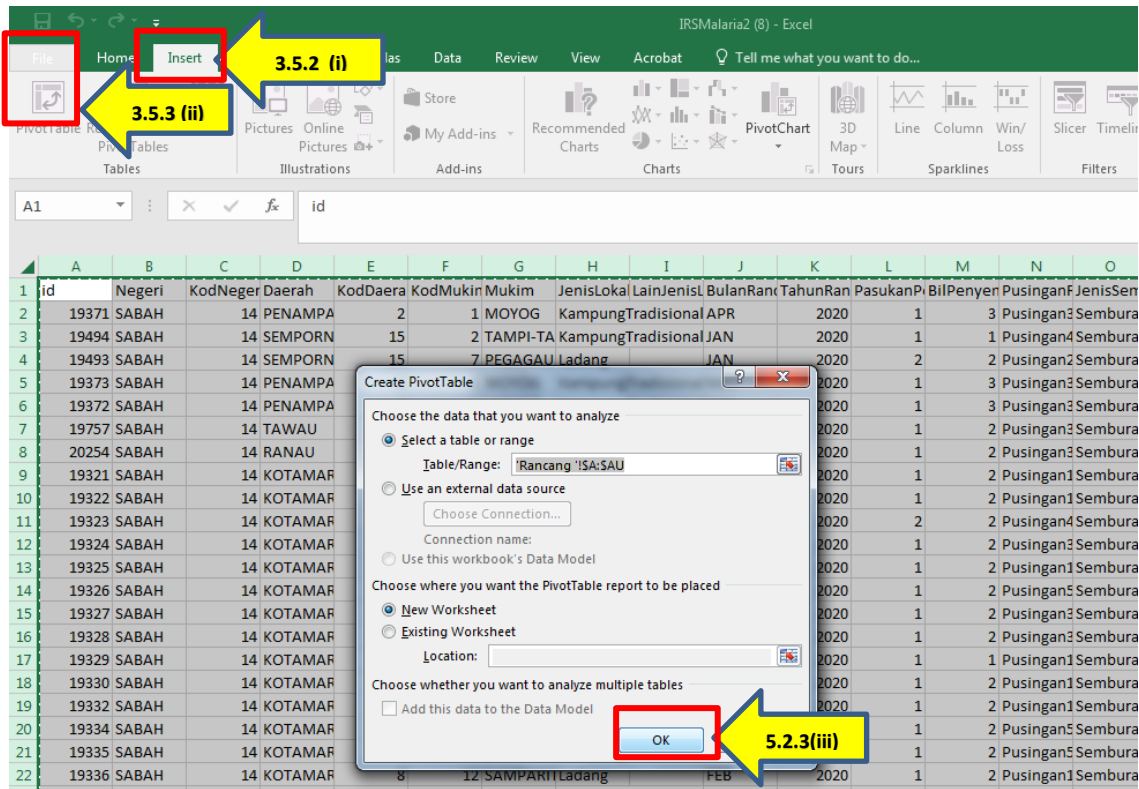 IRSMalaria2 (8) - Excel
File Home Insert las Data Review View Acrobat Tell me what you want to do...
3.5.2 (i)
3.5.3 (ii)
PivotTable
PivotTables
Tables
Pictures Online Pictures
Illustrations
Store
My Add-ins
Add-ins
Recommended Charts
PivotChart
Charts
3D Map
Tours
Line Column Win/ Loss
Sparklines
Slicer Timelin
Filters
A1 fx id
A B C D E F G H I J K L M N O
1 id Negeri KodNeger Daerah KodDaera KodMukin Mukim JenisLokal LainJenisL BulanRan TahunRan PasukanP BilPenyer PusinganF JenisSem
2 19371 SABAH 14 PENAMPA 2 1 MOYOG KampungTradisional APR 2020 1 3 Pusingan3 Sembura
3 19494 SABAH 14 SEMPORN 15 2 TAMPI-TA KampungTradisional JAN 2020 1 1 Pusingan4 Sembura
4 19493 SABAH 14 SEMPORN 15 7 PEGAGAU Ladang JAN 2020 2 2 Pusingan2 Sembura
5 19373 SABAH 14 PENAMPA 2020 1 3 Pusingan3 Sembura
6 19372 SABAH 14 PENAMPA 2020 1 3 Pusingan3 Sembura
7 19757 SABAH 14 TAWAU 2020 1 2 Pusingan3 Sembura
8 20254 SABAH 14 RANAU 2020 1 2 Pusingan3 Sembura
9 19321 SABAH 14 KOTAMAR 2020 1 2 Pusingan1 Sembura
10 19322 SABAH 14 KOTAMAR 2020 1 2 Pusingan1 Sembura
11 19323 SABAH 14 KOTAMAR 2020 2 2 Pusingan4 Sembura
12 19324 SABAH 14 KOTAMAR 2020 1 2 Pusingan3 Sembura
13 19325 SABAH 14 KOTAMAR 2020 1 2 Pusingan1 Sembura
14 19326 SABAH 14 KOTAMAR 2020 1 2 Pusingan5 Sembura
15 19327 SABAH 14 KOTAMAR 2020 1 2 Pusingan3 Sembura
16 19328 SABAH 14 KOTAMAR 2020 1 2 Pusingan3 Sembura
17 19329 SABAH 14 KOTAMAR 2020 1 1 Pusingan1 Sembura
18 19330 SABAH 14 KOTAMAR 2020 1 2 Pusingan1 Sembura
19 19332 SABAH 14 KOTAMAR 2020 1 2 Pusingan1 Sembura
20 19334 SABAH 14 KOTAMAR 2020 1 2 Pusingan5 Sembura
21 19335 SABAH 14 KOTAMAR 2020 1 2 Pusingan5 Sembura
22 19336 SABAH 14 KOTAMAR 8 12 SAMPARIT Ladang FEB 2020 1 2 Pusingan1 Sembura
Create PivotTable
Choose the data that you want to analyze
Select a table or range
Table/Range: 'Rancang '!$A:$AU
Use an external data source
Choose Connection...
Connection name:
Use this workbook's Data Model
Choose where you want the PivotTable report to be placed
New Worksheet
Existing Worksheet
Location:
Choose whether you want to analyze multiple tables
Add this data to the Data Model
OK
5.2.3(iii)